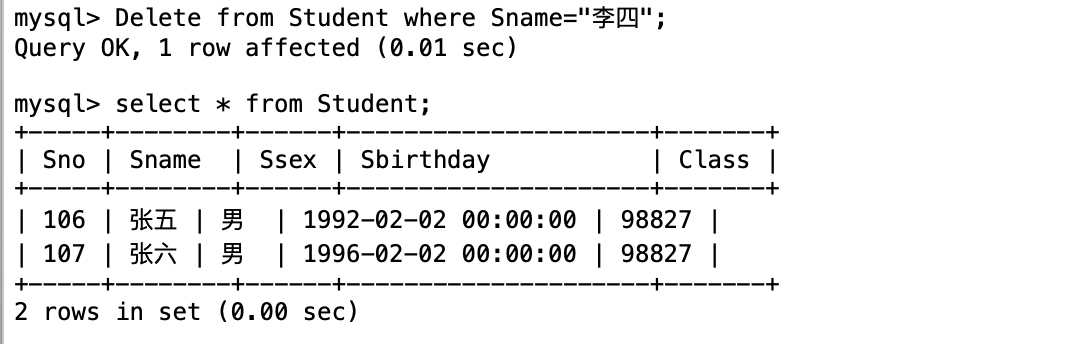 mysql> Delete from Student where Sname="李四";
Query OK, 1 row affected (0.01 sec)
mysql> select * from Student;
+-----+--------+------+---------------------+-------+
| Sno | Sname  | Ssex | Sbirthday           | Class |
+-----+--------+------+---------------------+-------+
| 106 | 张五 | 男  | 1992-02-02 00:00:00 | 98827 |
| 107 | 张六 | 男  | 1996-02-02 00:00:00 | 98827 |
+-----+--------+------+---------------------+-------+
2 rows in set (0.00 sec)